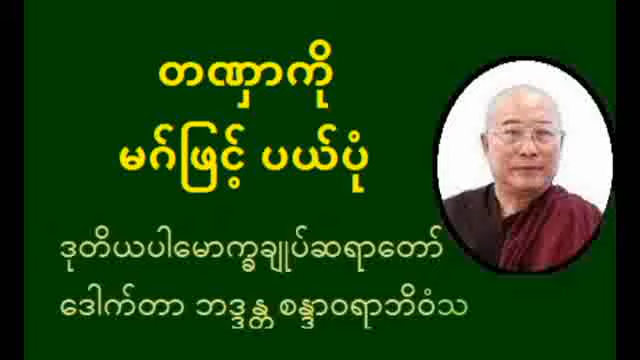 တဏှာကို
မဂ်ဖြင့် ပယ်ပုံ
ဒုတိယပါမောက္ခချုပ်ဆရာတော်
ဒေါက်တာ ဘဒ္ဒန္တ စန္ဒာဝရာဘိဝံသ